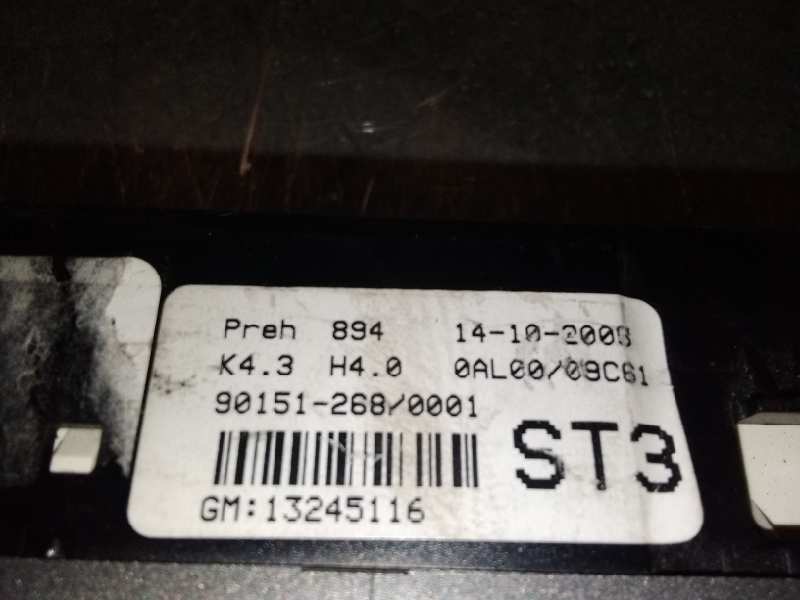 Preh 894 14-10-2008
K4.3 H4.0 0AL00/09C61
90151-268/0001
ST3
GM:13245116